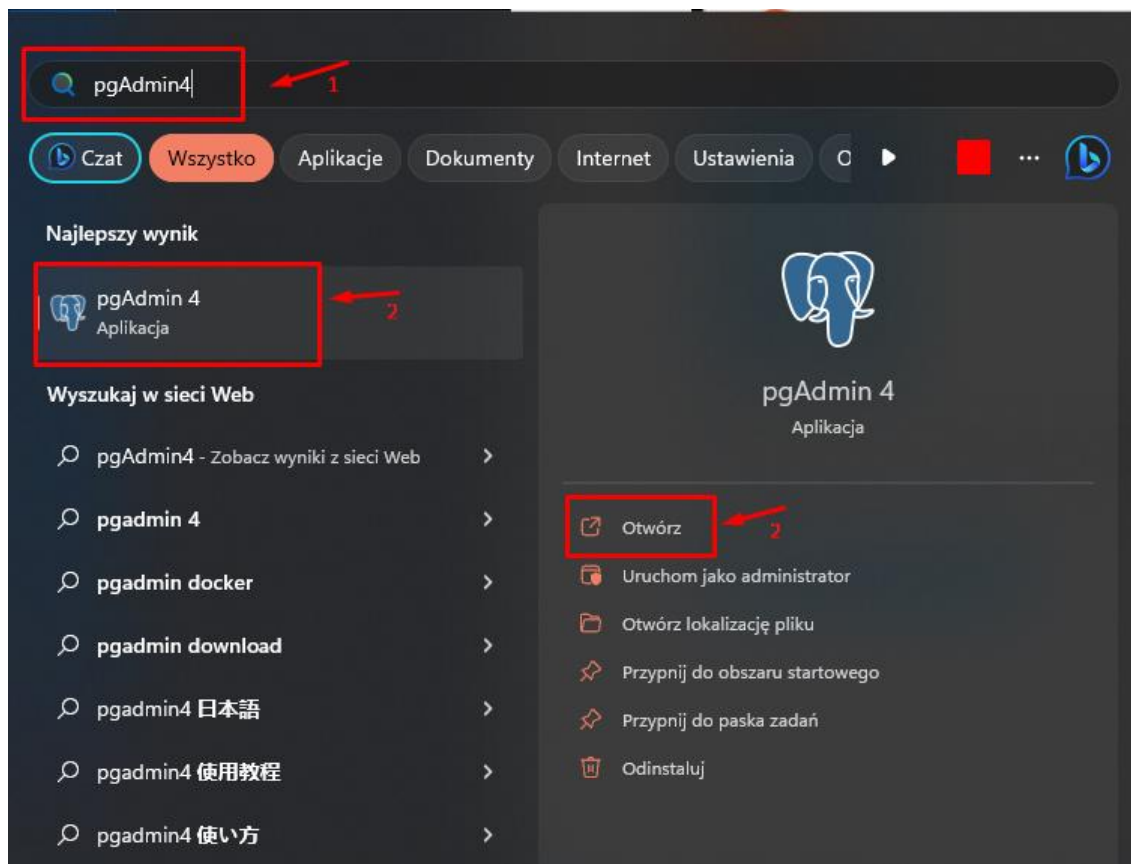 pgAdmin4
1
Czat
Wszystko
Aplikacje
Dokumenty
Internet
Ustawienia
Najlepszy wynik
pgAdmin 4
Aplikacja
2
Wyszukaj w sieci Web
pgAdmin4 - Zobacz wyniki z sieci Web
pgadmin 4
pgadmin docker
pgadmin download
pgadmin4 日本語
pgadmin4 使用教程
pgadmin4 使い方
pgAdmin 4
Aplikacja
Otwórz
2
Uruchom jako administrator
Otwórz lokalizację pliku
Przypnij do obszaru startowego
Przypnij do paska zadań
Odinstaluj